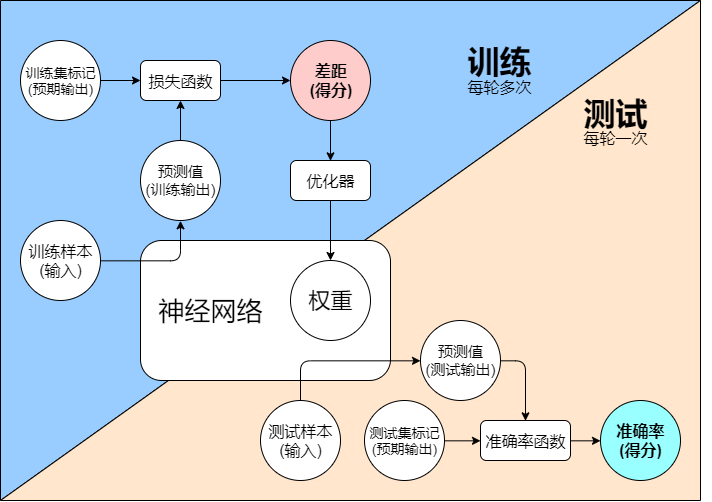 训练
每轮多次
训练集标记
(预期输出)
损失函数
差距
(得分)
预测值
(训练输出)
优化器
训练样本
(输入)
神经网络
权重
测试
每轮一次
预测值
(测试输出)
测试样本
(输入)
测试集标记
(预期输出)
准确率函数
准确率
(得分)